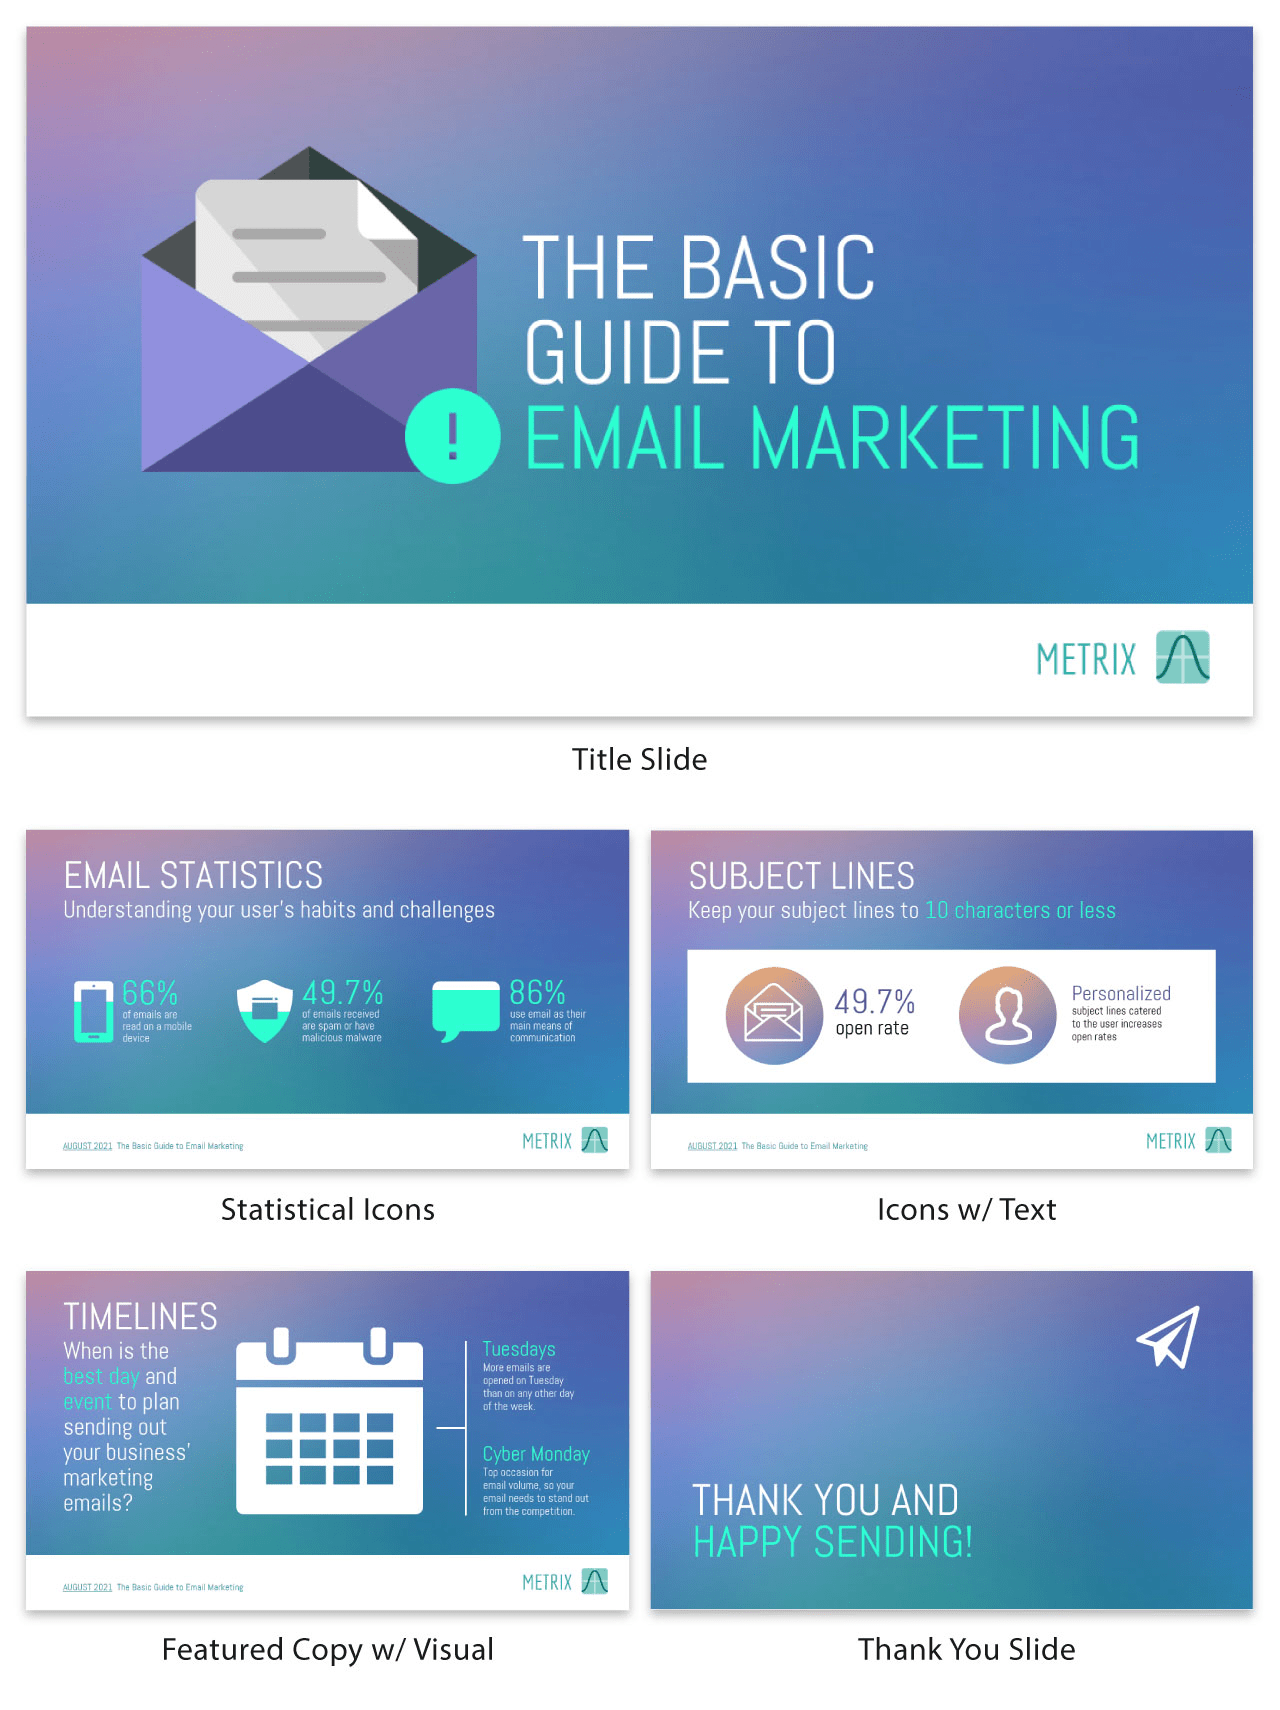 THE BASIC
GUIDE TO
EMAIL MARKETING
!
METRIX
Title Slide
EMAIL STATISTICS
Understanding your user's habits and challenges
66%
of emails are
read on a mobile
device
49.7%
of emails received
are spam or have
malicious malware
86%
use email as their
main means of
communication
AUGUST 2021 The Basic Guide to Email Marketing
METRIX
Statistical Icons
SUBJECT LINES
Keep your subject lines to 10 characters or less
49.7%
open rate
Personalized
subject lines catered
to the user increases
open rates
AUGUST 2021 The Basic Guide to Email Marketing
METRIX
Icons w/ Text
TIMELINES
When is the
best day and
event to plan
sending out
your business'
marketing
emails?
Tuesdays
More emails are
opened on Tuesday
than on any other day
of the week.
Cyber Monday
Top occasion for
email volume, so your
email needs to stand out
from the competition.
AUGUST 2021 The Basic Guide to Email Marketing
METRIX
Featured Copy w/ Visual
THANK YOU AND
HAPPY SENDING!
Thank You Slide